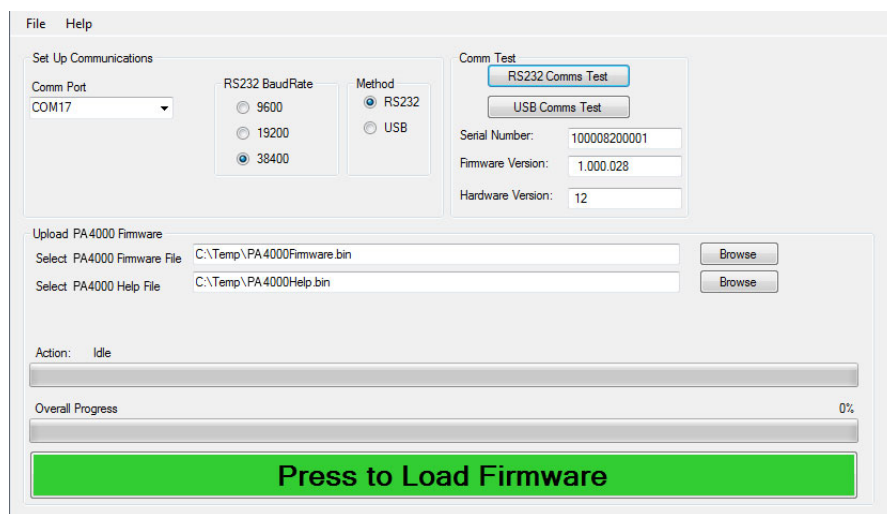 File Help
Set Up Communications
Comm Port
COM17
RS232 BaudRate
9600
19200
38400
Method
RS232
USB
Comm Test
RS232 Comms Test
USB Comms Test
Serial Number: 100008200001
Firmware Version: 1.000.028
Hardware Version: 12
Upload PA4000 Firmware
Select PA4000 Firmware File C:\Temp\PA4000Firmware.bin Browse
Select PA4000 Help File C:\Temp\PA4000Help.bin Browse
Action: Idle
Overall Progress 0%
Press to Load Firmware